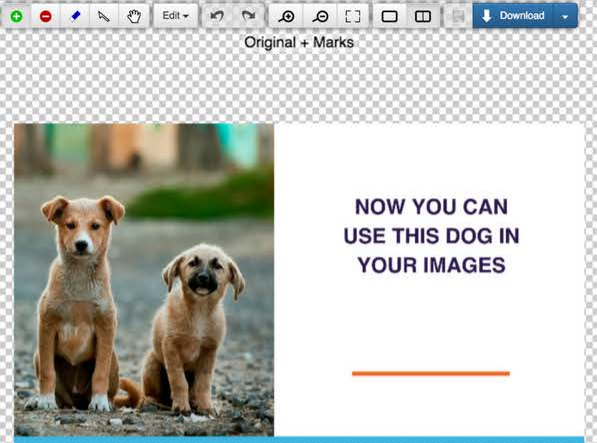 Edit
Download
Original + Marks
NOW YOU CAN
USE THIS DOG IN
YOUR IMAGES